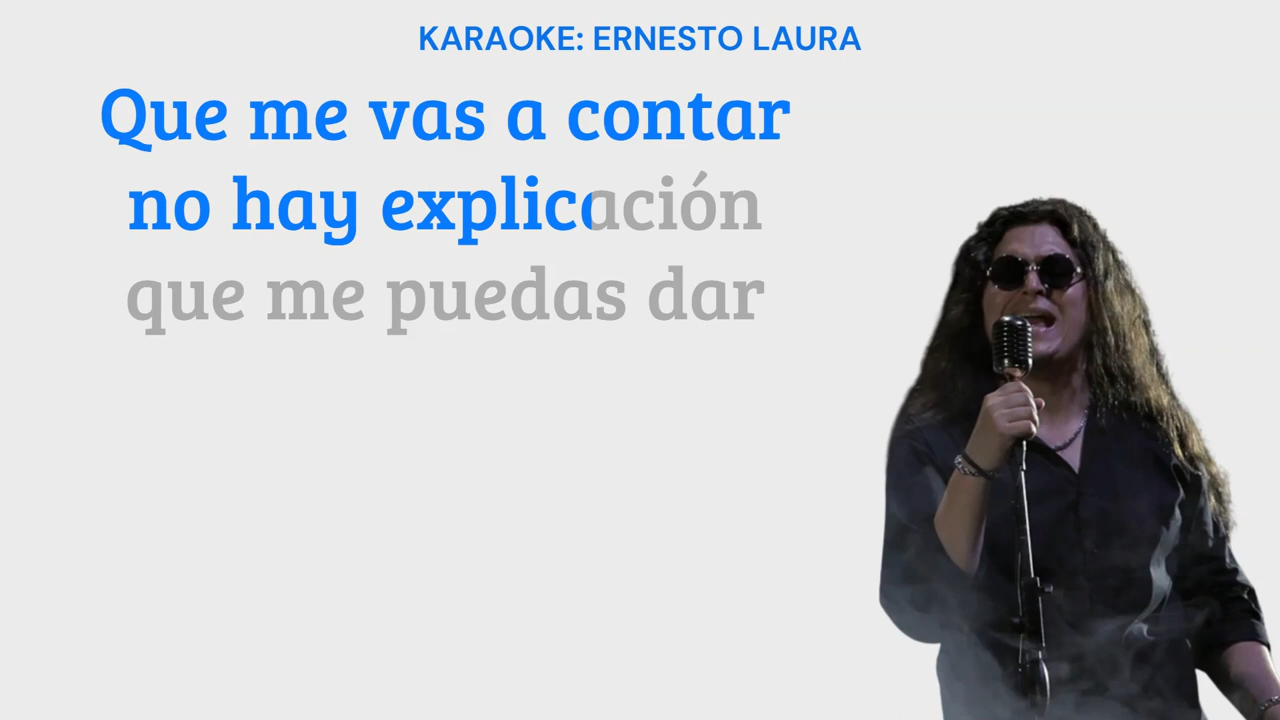 KARAOKE: ERNESTO LAURA
Que me vas a contar
no hay explicación
que me puedas dar